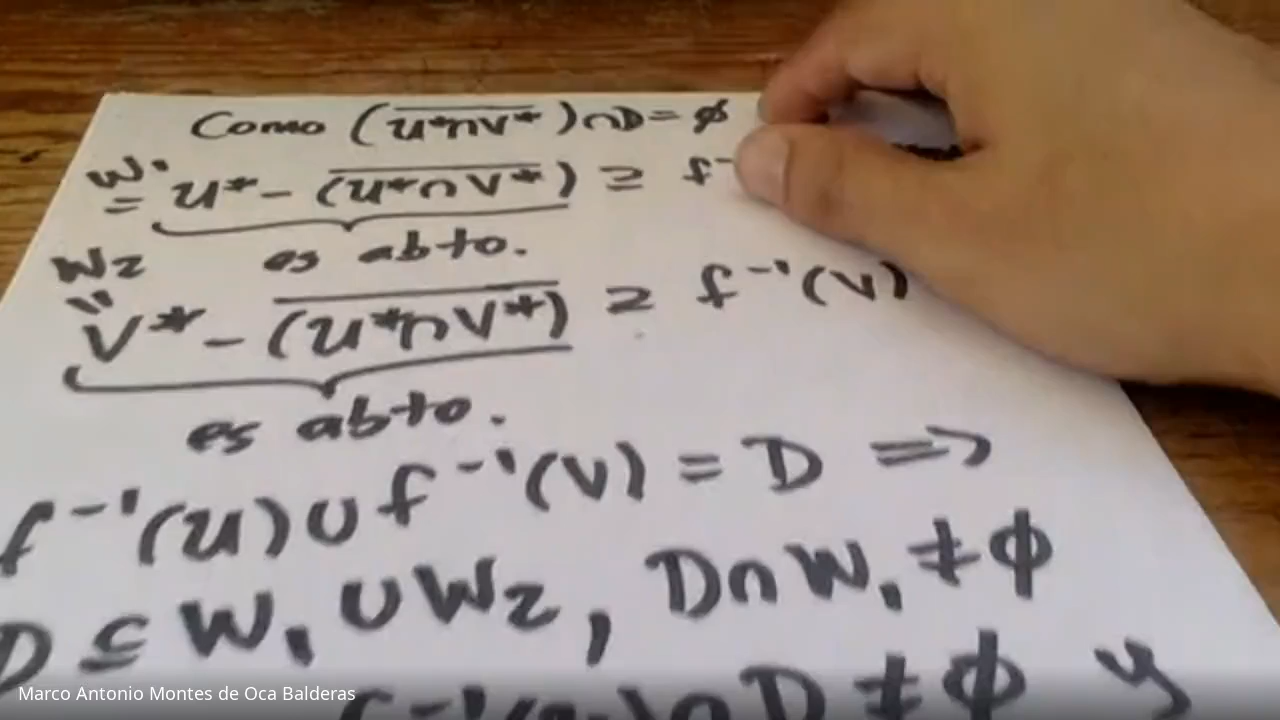 Como (U*∩V*)∩D=ϕ
W₁
= U* - (U*∩V*) ⊇ f⁻
es abto.
W₂
" V* - (U*∩V*) ⊇ f⁻¹(V)
es abto.
f⁻¹(U)∪f⁻¹(V) = D ⇒
D ⊆ W₁ ∪ W₂, D∩W₁ ≠ ϕ
∩D ≠ ϕ y
Marco Antonio Montes de Oca Balderas